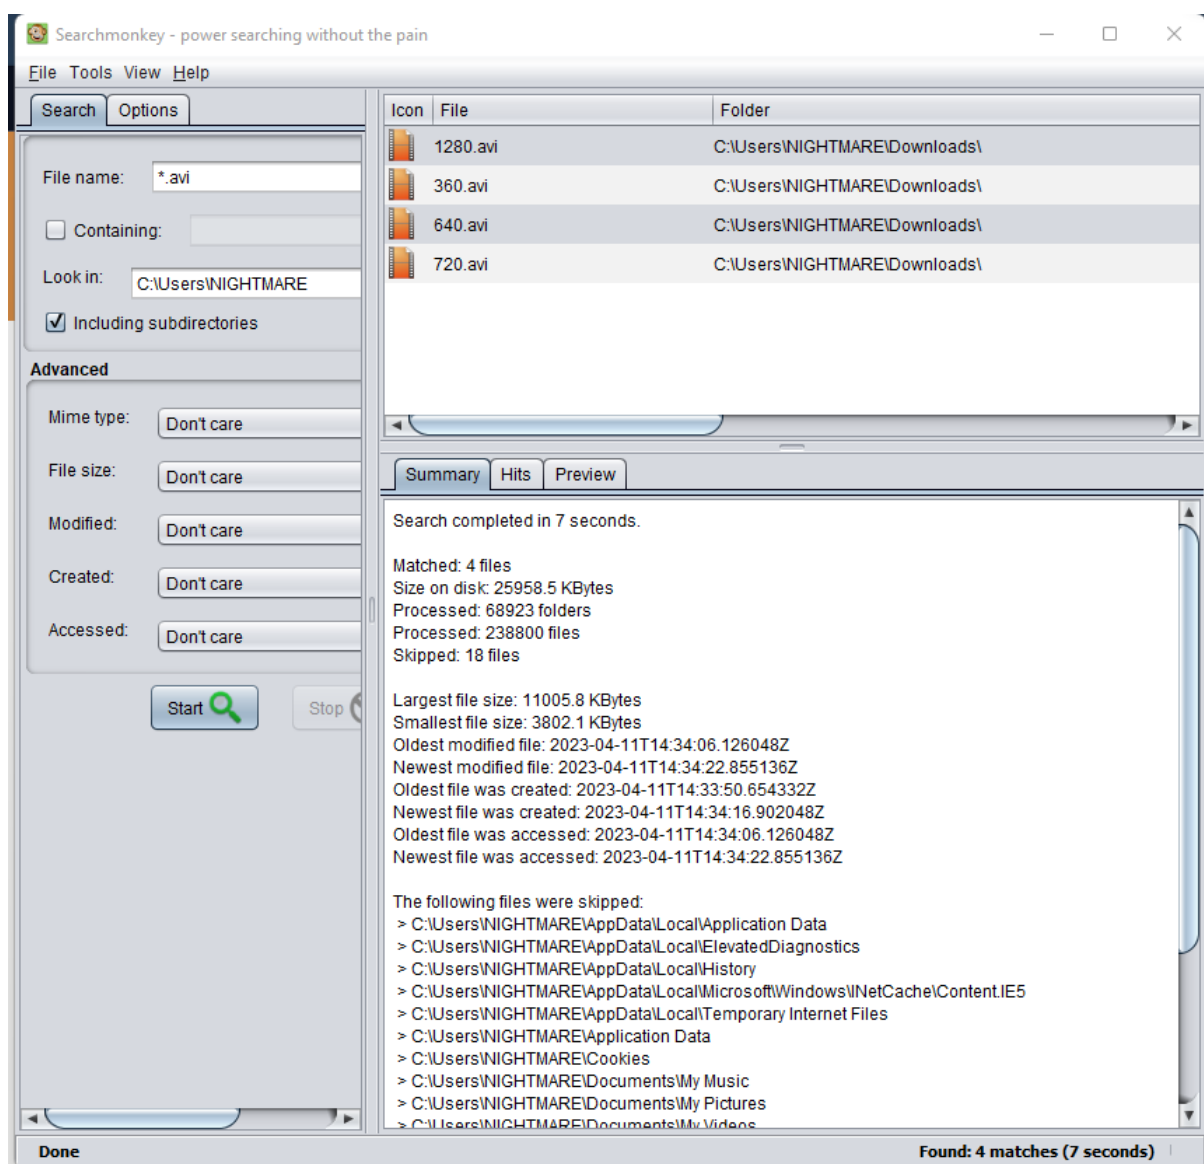 Searchmonkey - power searching without the pain
File Tools View Help
Search Options
File name: *.avi
Containing:
Look in: C:\Users\NIGHTMARE
Including subdirectories
Advanced
Mime type: Don't care
File size: Don't care
Modified: Don't care
Created: Don't care
Accessed: Don't care
Start Stop
Icon File Folder
1280.avi C:\Users\NIGHTMARE\Downloads\
360.avi C:\Users\NIGHTMARE\Downloads\
640.avi C:\Users\NIGHTMARE\Downloads\
720.avi C:\Users\NIGHTMARE\Downloads\
Summary Hits Preview
Search completed in 7 seconds.
Matched: 4 files
Size on disk: 25958.5 KBytes
Processed: 68923 folders
Processed: 238800 files
Skipped: 18 files
Largest file size: 11005.8 KBytes
Smallest file size: 3802.1 KBytes
Oldest modified file: 2023-04-11T14:34:06.126048Z
Newest modified file: 2023-04-11T14:34:22.855136Z
Oldest file was created: 2023-04-11T14:33:50.654332Z
Newest file was created: 2023-04-11T14:34:16.902048Z
Oldest file was accessed: 2023-04-11T14:34:06.126048Z
Newest file was accessed: 2023-04-11T14:34:22.855136Z
The following files were skipped:
> C:\Users\NIGHTMARE\AppData\Local\Application Data
> C:\Users\NIGHTMARE\AppData\Local\ElevatedDiagnostics
> C:\Users\NIGHTMARE\AppData\Local\History
> C:\Users\NIGHTMARE\AppData\Local\Microsoft\Windows\INetCache\Content.IE5
> C:\Users\NIGHTMARE\AppData\Local\Temporary Internet Files
> C:\Users\NIGHTMARE\Application Data
> C:\Users\NIGHTMARE\Cookies
> C:\Users\NIGHTMARE\Documents\My Music
> C:\Users\NIGHTMARE\Documents\My Pictures
> C:\Users\NIGHTMARE\Documents\My Videos
Done Found: 4 matches (7 seconds)